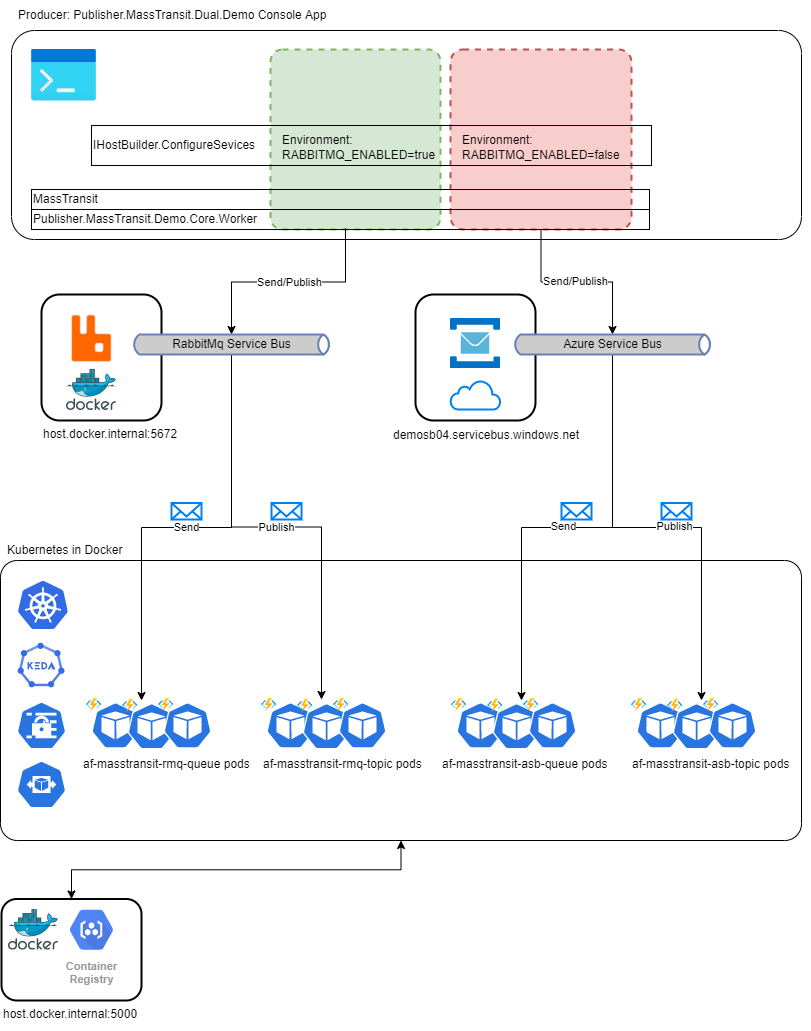 Producer: Publisher.MassTransit.Dual.Demo Console App
IHostBuilder.ConfigureSevices
Environment:
RABBITMQ_ENABLED=true
Environment:
RABBITMQ_ENABLED=false
MassTransit
Publisher.MassTransit.Demo.Core.Worker
Send/Publish
Send/Publish
RabbitMq Service Bus
Azure Service Bus
docker
host.docker.internal:5672
demosb04.servicebus.windows.net
Send
Publish
Send
Publish
Kubernetes in Docker
KEDA
af-masstransit-rmq-queue pods
af-masstransit-rmq-topic pods
af-masstransit-asb-queue pods
af-masstransit-asb-topic pods
docker
Container
Registry
host.docker.internal:5000